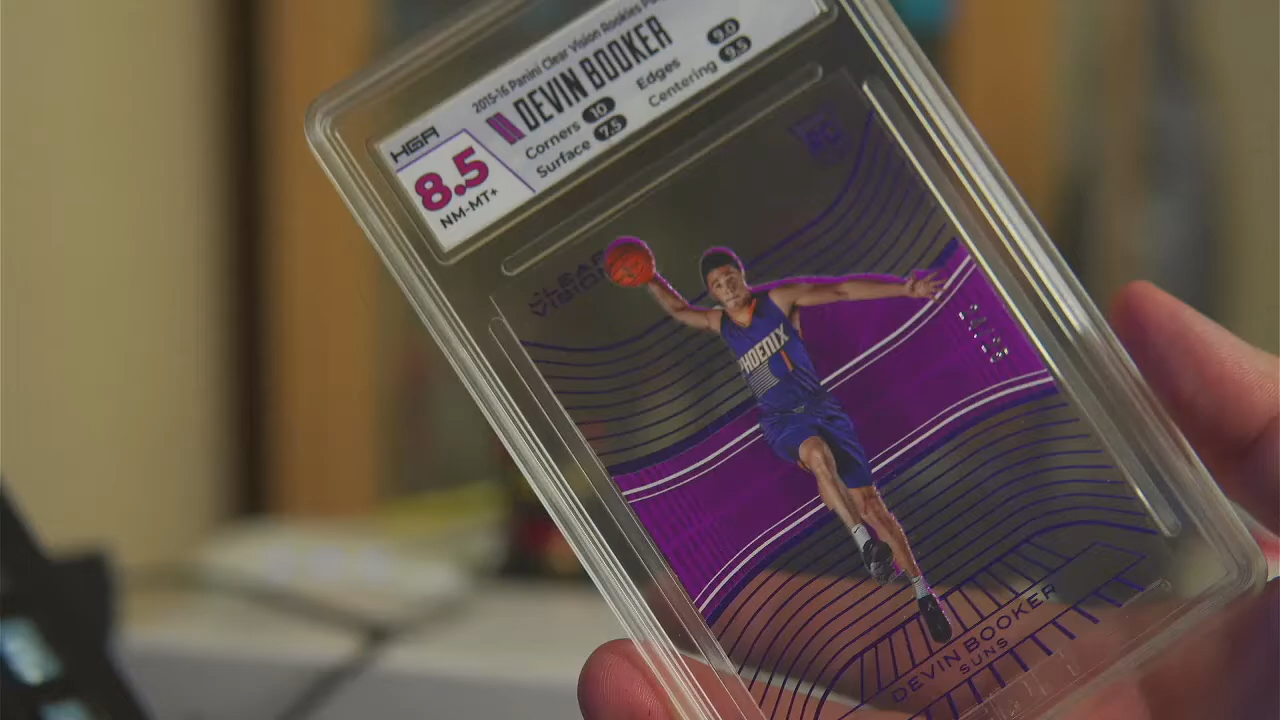 2015-16 Panini Clear Vision Rookies
DEVIN BOOKER
HGA
8.5
NM-MT+
Corners 10
Surface 7.5
Edges 9.0
Centering 9.5
RC
CLEAR
VISION
PHOENIX
1
DEVIN BOOKER
SUNS